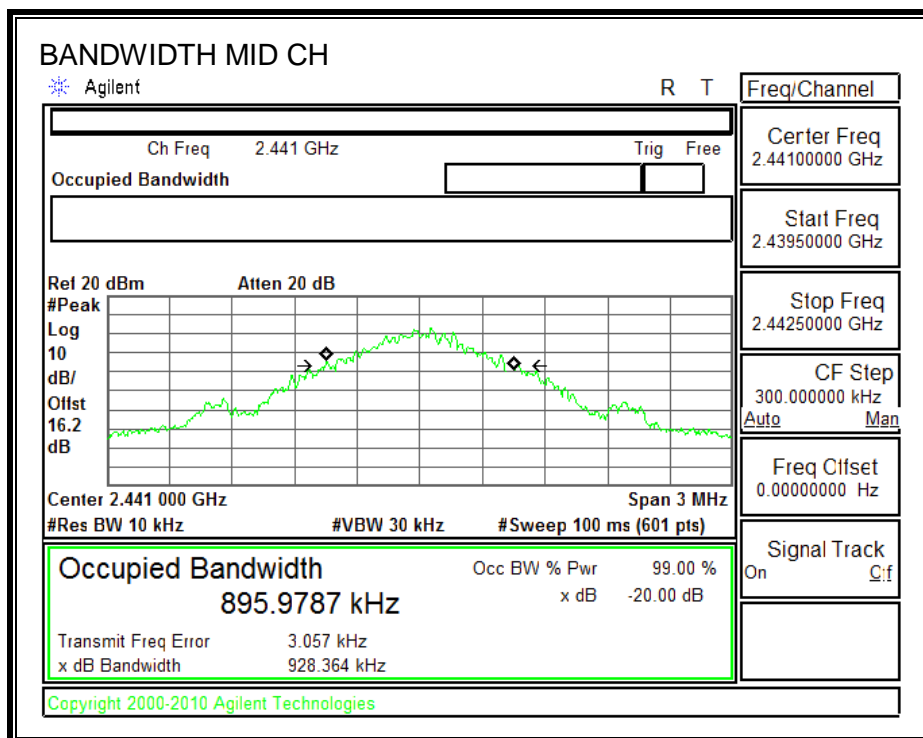 BANDWIDTH MID CH
Agilent R T
Freq/Channel
Ch Freq 2.441 GHz Trig Free
Occupied Bandwidth
Center Freq
2.44100000 GHz
Start Freq
2.43950000 GHz
Stop Freq
2.44250000 GHz
CF Step
300.000000 kHz
Auto Man
Freq Offset
0.00000000 Hz
Signal Track
On Off
Ref 20 dBm Atten 20 dB
#Peak
Log
10
dB/
Offst
16.2
dB
Center 2.441 000 GHz Span 3 MHz
#Res BW 10 kHz #VBW 30 kHz #Sweep 100 ms (601 pts)
Occupied Bandwidth
895.9787 kHz
Occ BW % Pwr 99.00 %
x dB -20.00 dB
Transmit Freq Error 3.057 kHz
x dB Bandwidth 928.364 kHz
Copyright 2000-2010 Agilent Technologies